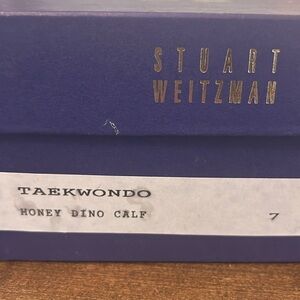 STUART
WEITZMAN
TAEKWONDO
HONEY DINO CALF 7